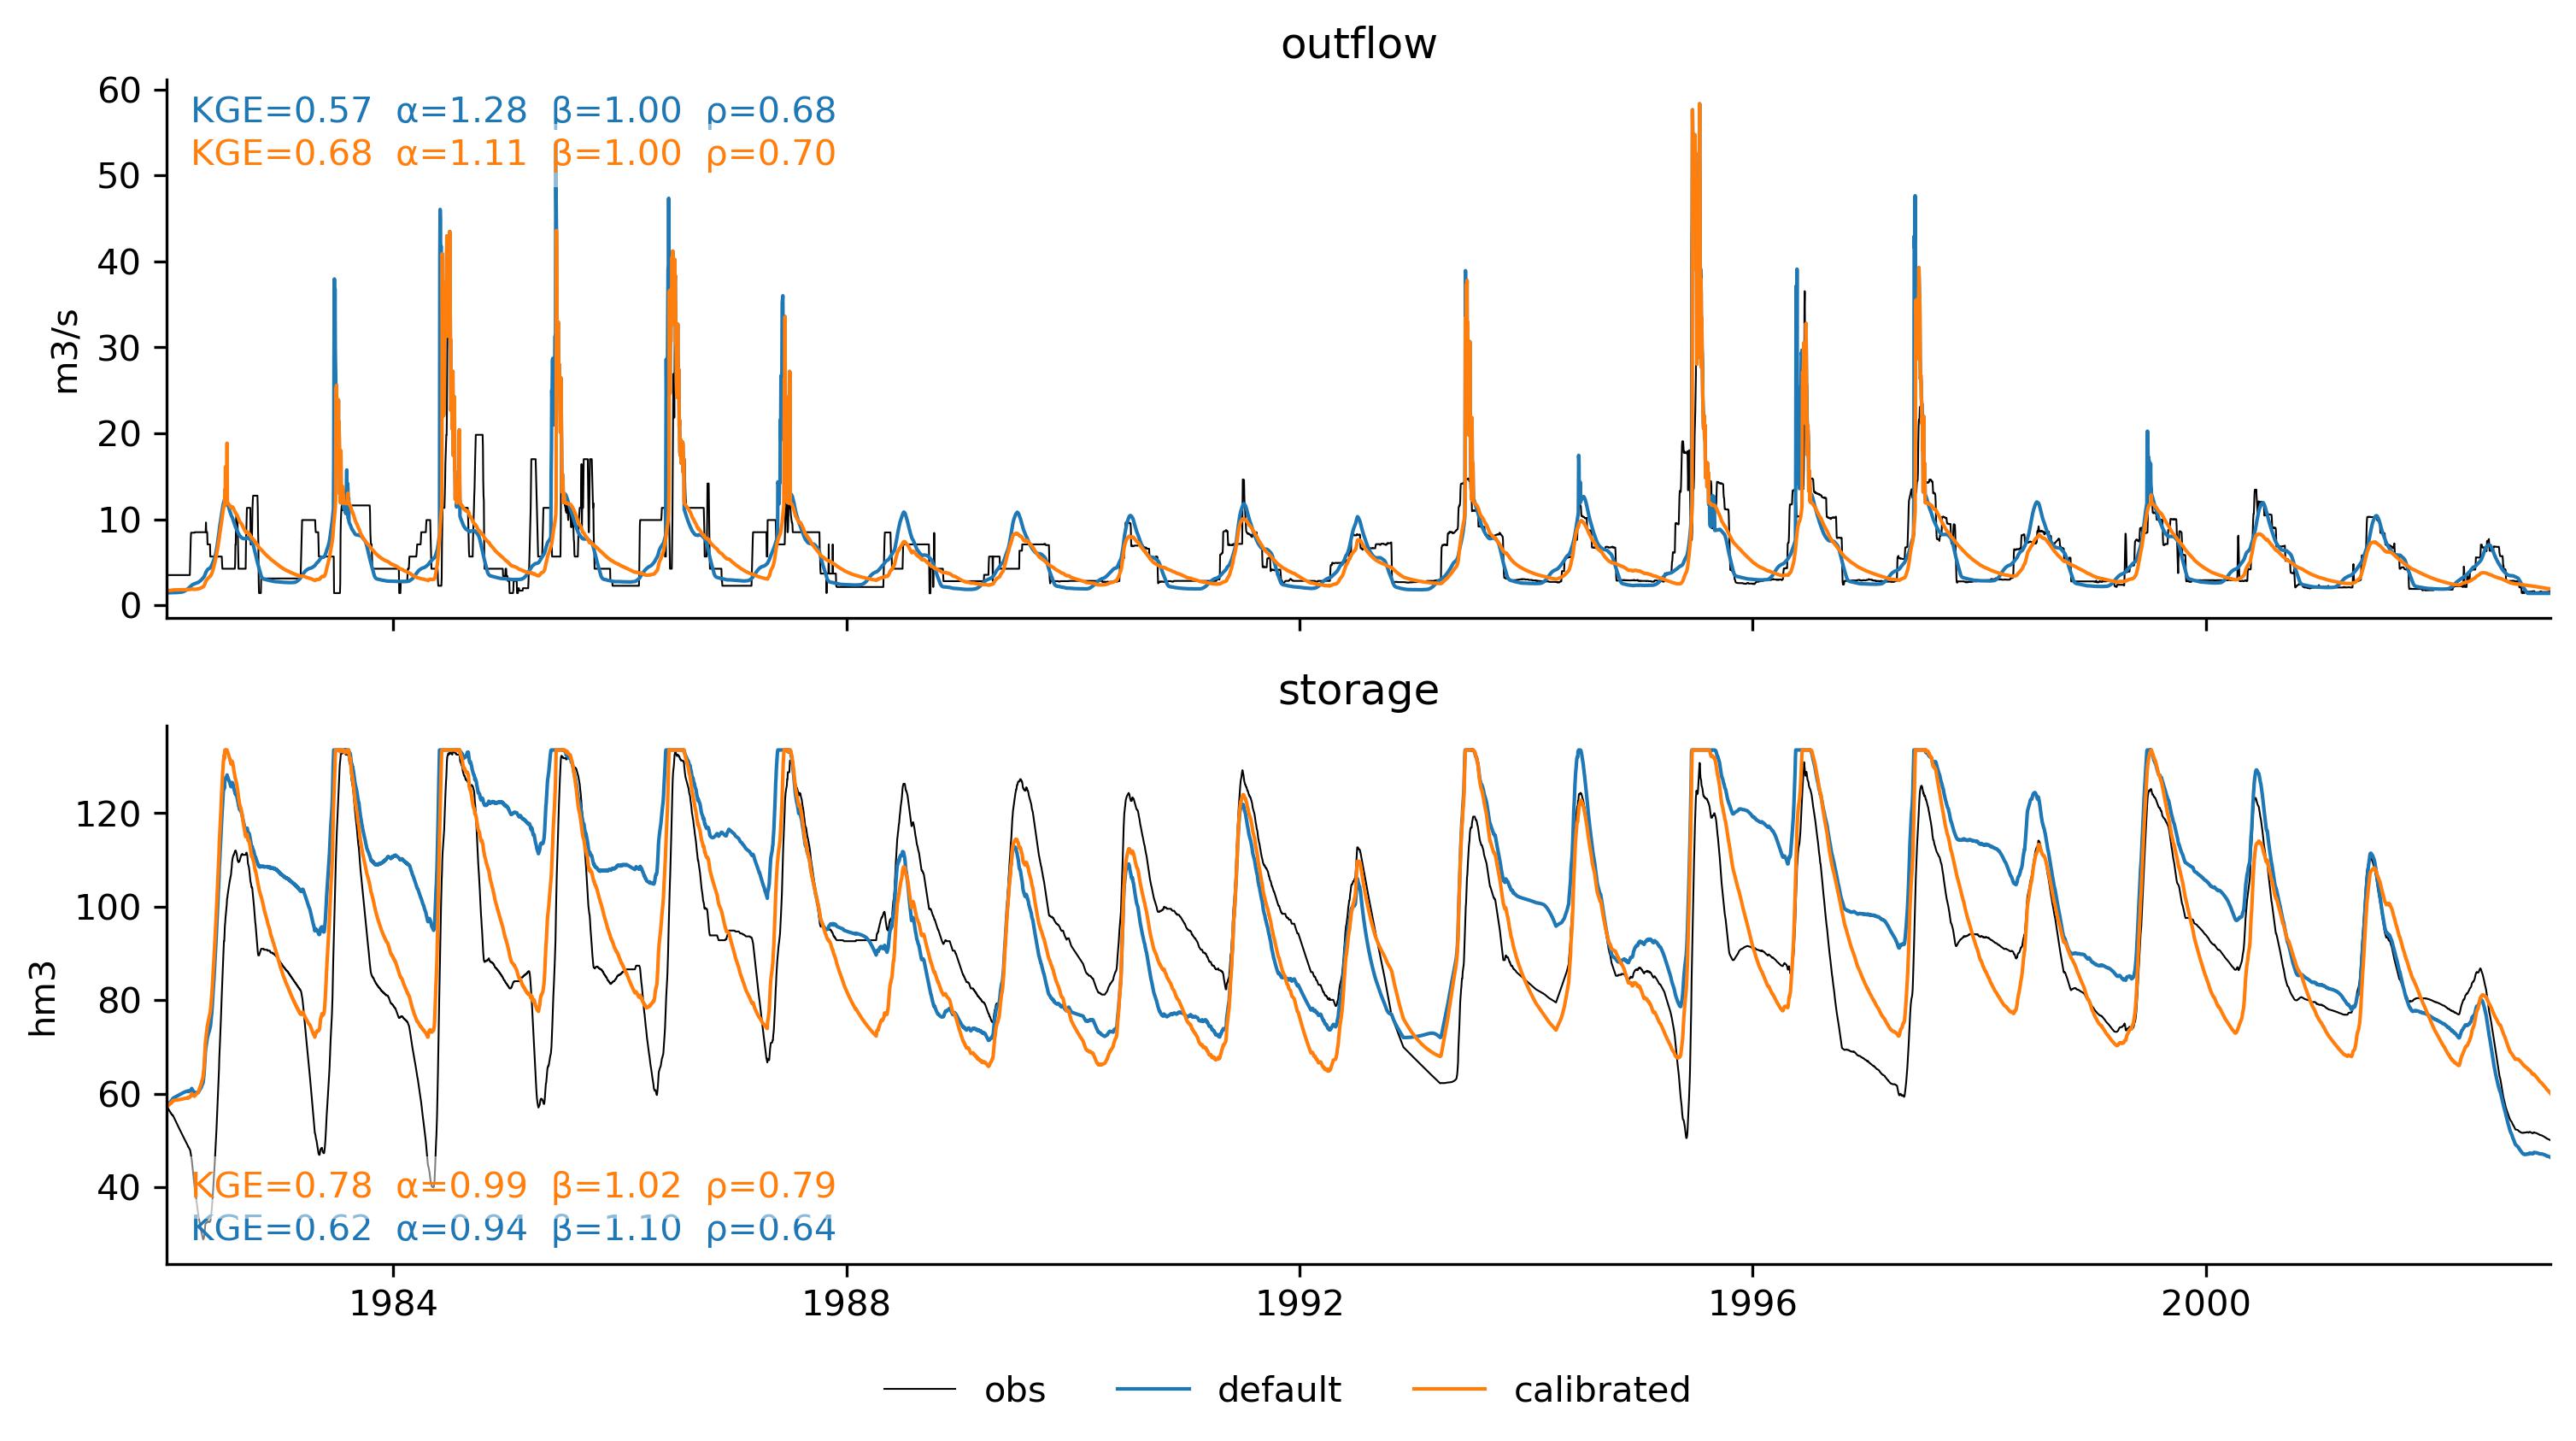 outflow
60
50
40
30
20
10
0
m3/s
KGE=0.57 α=1.28 β=1.00 ρ=0.68
KGE=0.68 α=1.11 β=1.00 ρ=0.70
storage
120
100
80
60
40
hm3
KGE=0.78 α=0.99 β=1.02 ρ=0.79
KGE=0.62 α=0.94 β=1.10 ρ=0.64
1984 1988 1992 1996 2000
obs default calibrated